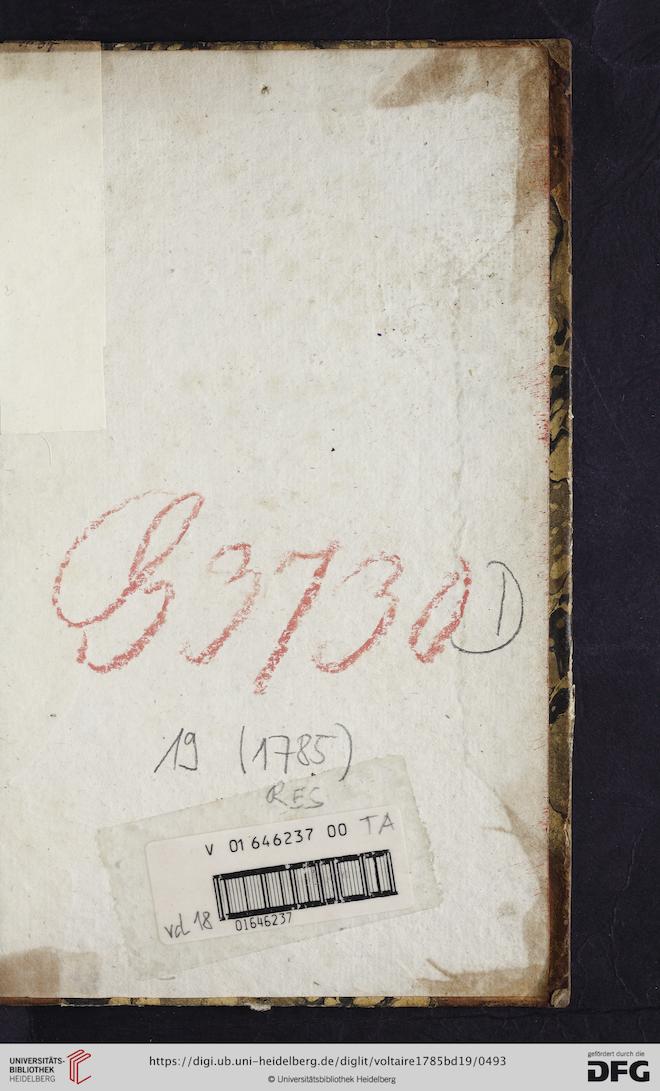 G3730 D
19 (1785)
RES
V 01 646237 00 TA
vd 18
01646237
UNIVERSITÄTS-
BIBLIOTHEK
HEIDELBERG
https://digi.ub.uni-heidelberg.de/diglit/voltaire1785bd19/0493
© Universitätsbibliothek Heidelberg
gefördert durch die
DFG